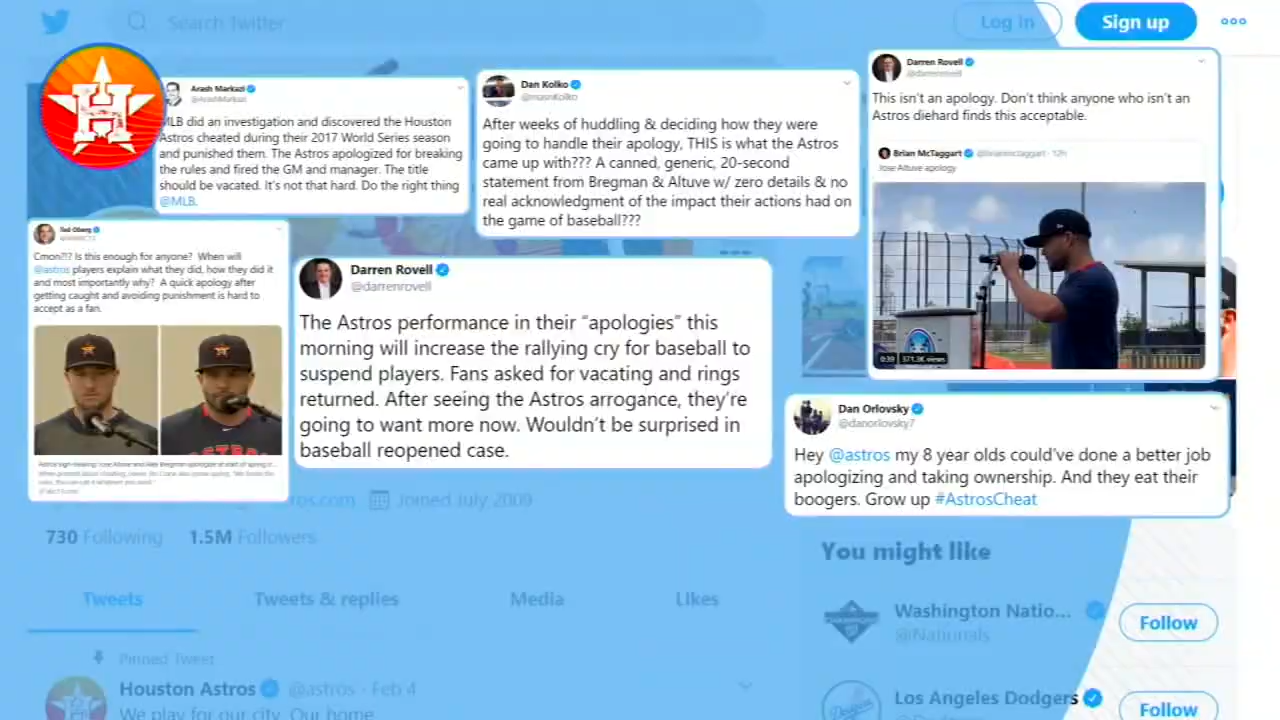 Search Twitter
Log in
Sign up
Arash Markazi
@ArashMarkazi
MLB did an investigation and discovered the Houston
Astros cheated during their 2017 World Series season
and punished them. The Astros apologized for breaking
the rules and fired the GM and manager. The title
should be vacated. It's not that hard. Do the right thing
@MLB.
Dan Kolko
@masnKolko
After weeks of huddling & deciding how they were
going to handle their apology, THIS is what the Astros
came up with??? A canned, generic, 20-second
statement from Bregman & Altuve w/ zero details & no
real acknowledgment of the impact their actions had on
the game of baseball???
Darren Rovell
@darrenrovell
This isn't an apology. Don't think anyone who isn't an
Astros diehard finds this acceptable.
Brian McTaggart @brianmctaggart · 12h
Jose Altuve apology
0:39 371.3K views
Ted Oberg
Cmon?!? Is this enough for anyone? When will
@astros players explain what they did, how they did it
and most importantly why? A quick apology after
getting caught and avoiding punishment is hard to
accept as a fan.
Darren Rovell
@darrenrovell
The Astros performance in their “apologies” this
morning will increase the rallying cry for baseball to
suspend players. Fans asked for vacating and rings
returned. After seeing the Astros arrogance, they're
going to want more now. Wouldn't be surprised in
baseball reopened case.
Dan Orlovsky
@danorlovsky7
Hey @astros my 8 year olds could've done a better job
apologizing and taking ownership. And they eat their
boogers. Grow up #AstrosCheat
Joined July 2009
730 Following 1.5M Followers
Tweets Tweets & replies Media Likes
Pinned Tweet
Houston Astros @astros · Feb 4
We play for our city. Our home
You might like
Washington Natio...
@Nationals
Follow
Los Angeles Dodgers
Follow